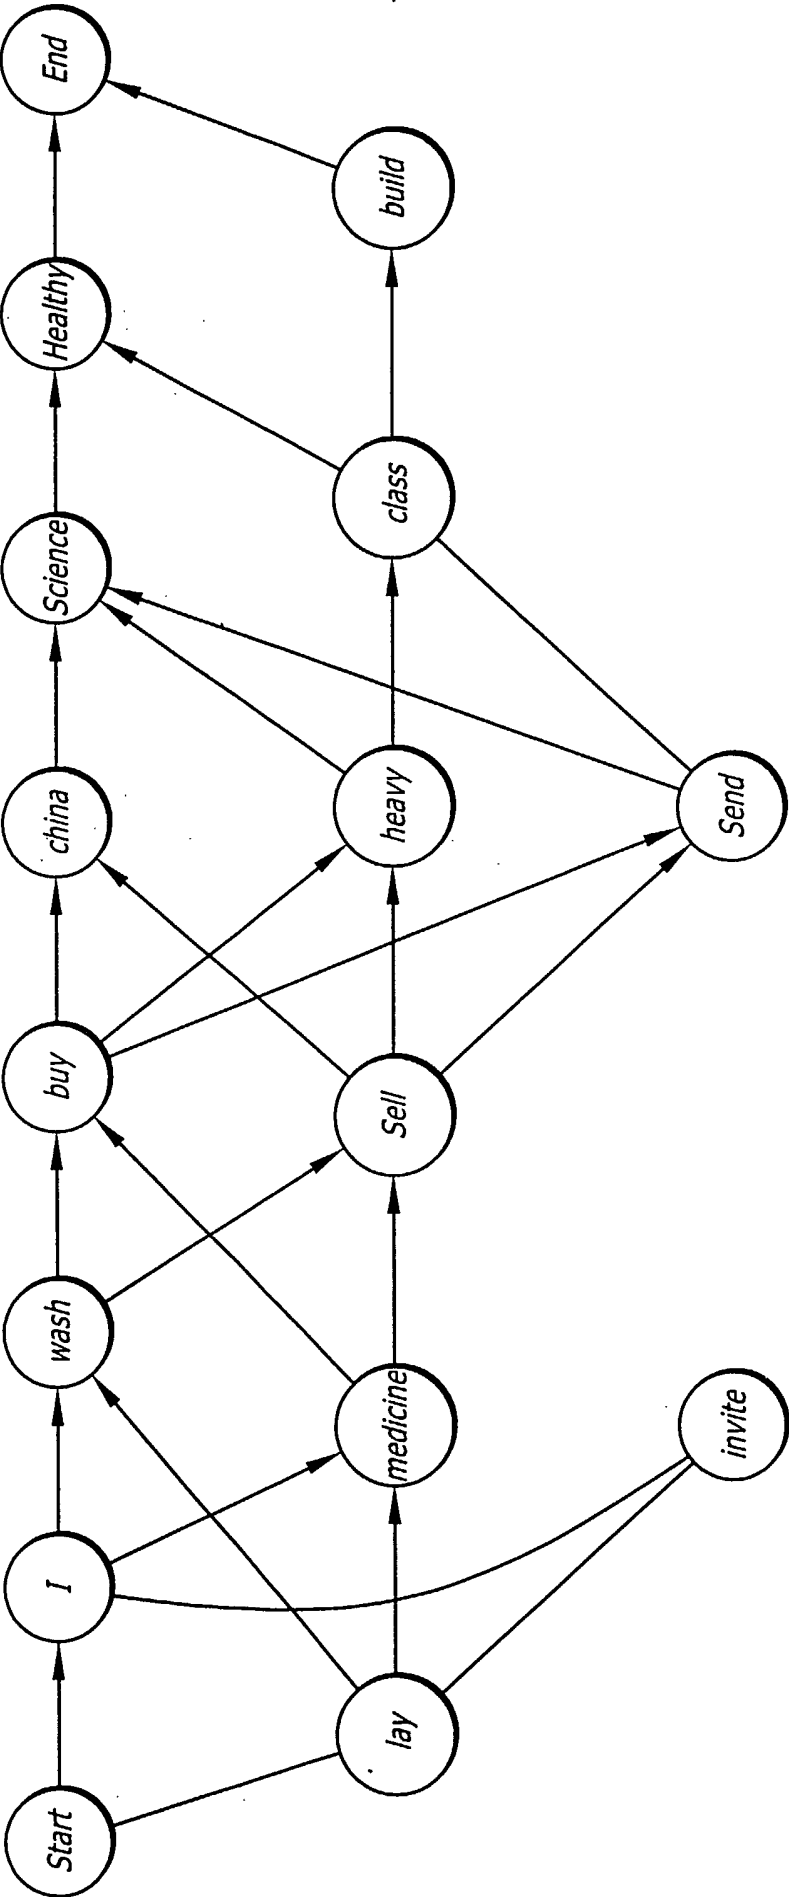 Start
I
wash
buy
china
Science
Healthy
End
lay
medicine
Sell
heavy
class
build
invite
Send